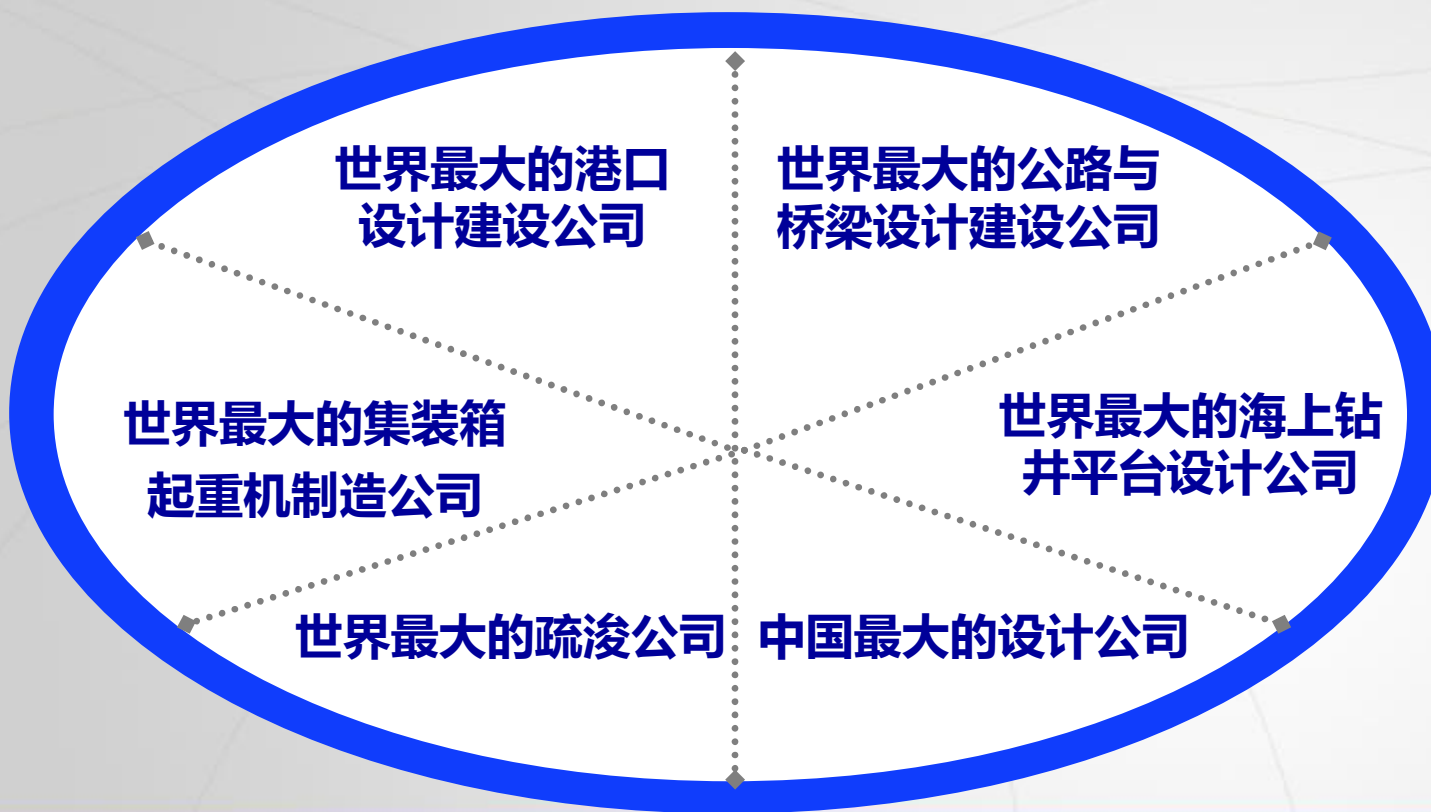 世界最大的港口
设计建设公司
世界最大的公路与
桥梁设计建设公司
世界最大的集装箱
起重机制造公司
世界最大的海上钻
井平台设计公司
世界最大的疏浚公司
中国最大的设计公司